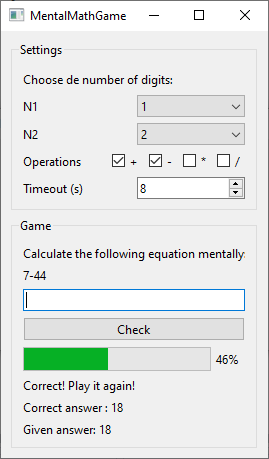 MentalMathGame
Settings
Choose de number of digits:
N1 1
N2 2
Operations + - * /
Timeout (s) 8
Game
Calculate the following equation mentally:
7-44
Check
46%
Correct! Play it again!
Correct answer : 18
Given answer: 18